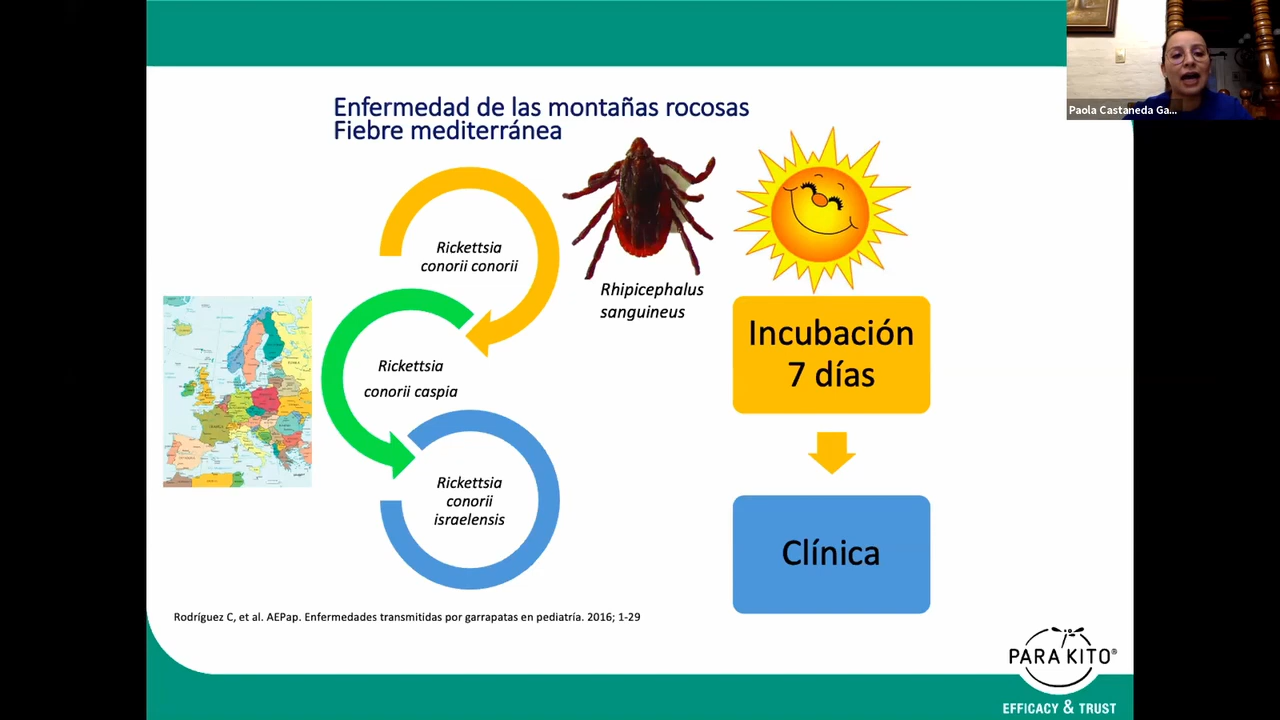 Enfermedad de las montañas rocosas
Fiebre mediterránea
Rickettsia
conorii conorii
Rickettsia
conorii caspia
Rickettsia
conorii
israelensis
Rhipicephalus
sanguineus
Incubación
7 días
Clínica
Rodríguez C, et al. AEPap. Enfermedades transmitidas por garrapatas en pediatría. 2016; 1-29
PARA KITO®
EFFICACY & TRUST
Paola Castaneda Ga...